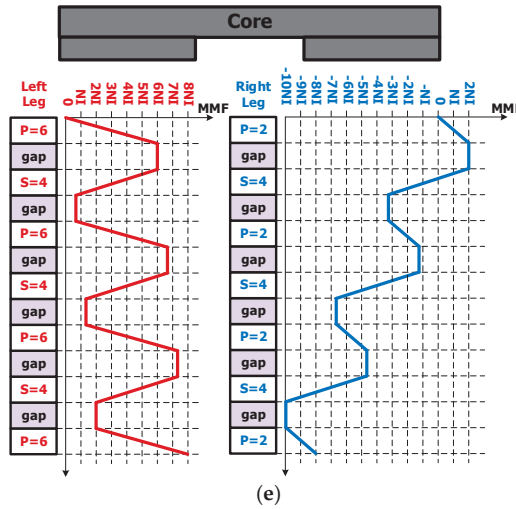 Core
Left
Leg
0
NI
2NI
3NI
4NI
5NI
6NI
7NI
8NI
MMF
P=6
gap
S=4
gap
P=6
gap
S=4
gap
P=6
gap
S=4
gap
P=6
Right
Leg
-10NI
-9NI
-8NI
-7NI
-6NI
-5NI
-4NI
-3NI
-2NI
-NI
0
NI
2NI
MMF
P=2
gap
S=4
gap
P=2
gap
S=4
gap
P=2
gap
S=4
gap
P=2
(e)